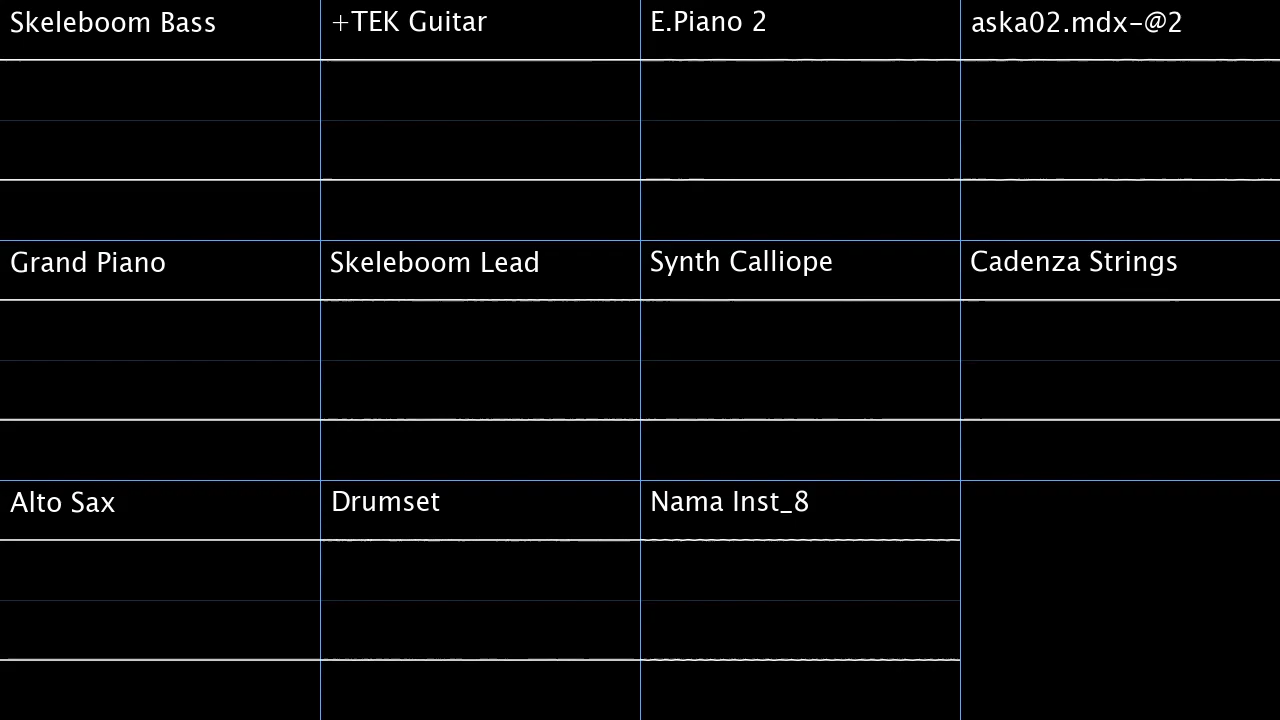 Skeleboom Bass
+TEK Guitar
E.Piano 2
aska02.mdx-@2
Grand Piano
Skeleboom Lead
Synth Calliope
Cadenza Strings
Alto Sax
Drumset
Nama Inst_8